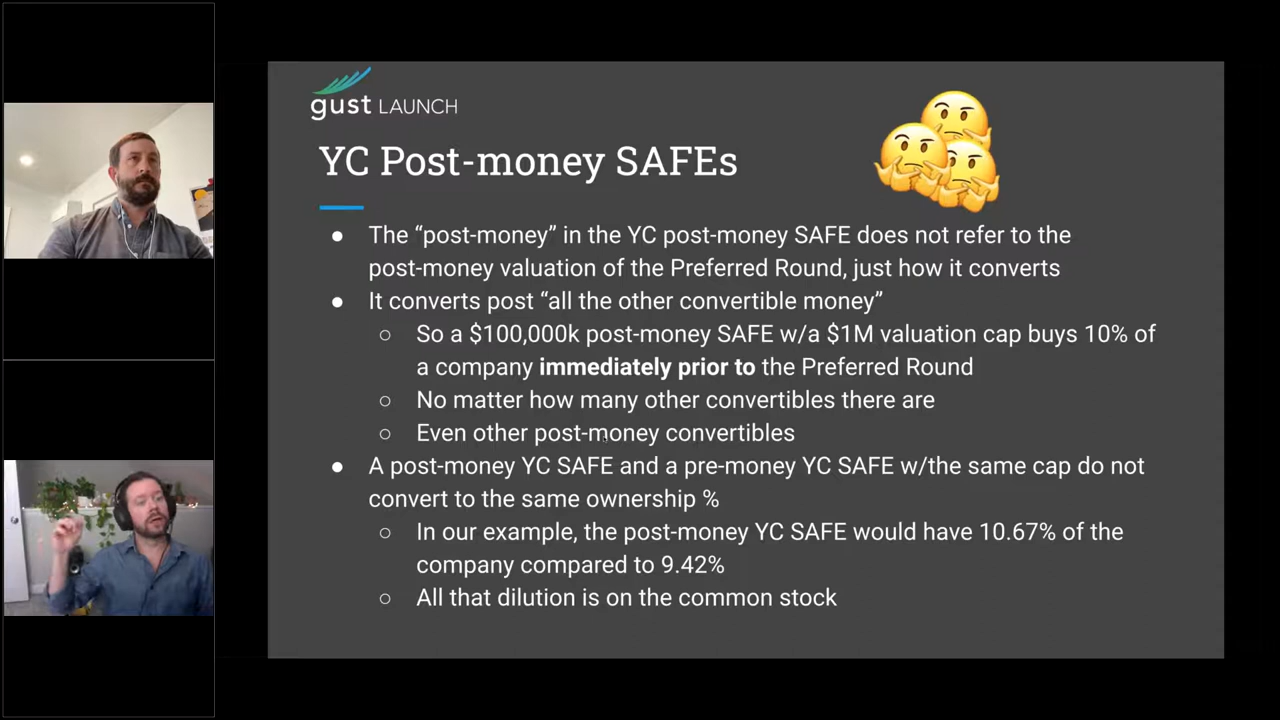 gust LAUNCH
YC Post-money SAFEs
● The “post-money” in the YC post-money SAFE does not refer to the
post-money valuation of the Preferred Round, just how it converts
● It converts post “all the other convertible money”
○ So a $100,000k post-money SAFE w/a $1M valuation cap buys 10% of
a company immediately prior to the Preferred Round
○ No matter how many other convertibles there are
○ Even other post-money convertibles
● A post-money YC SAFE and a pre-money YC SAFE w/the same cap do not
convert to the same ownership %
○ In our example, the post-money YC SAFE would have 10.67% of the
company compared to 9.42%
○ All that dilution is on the common stock